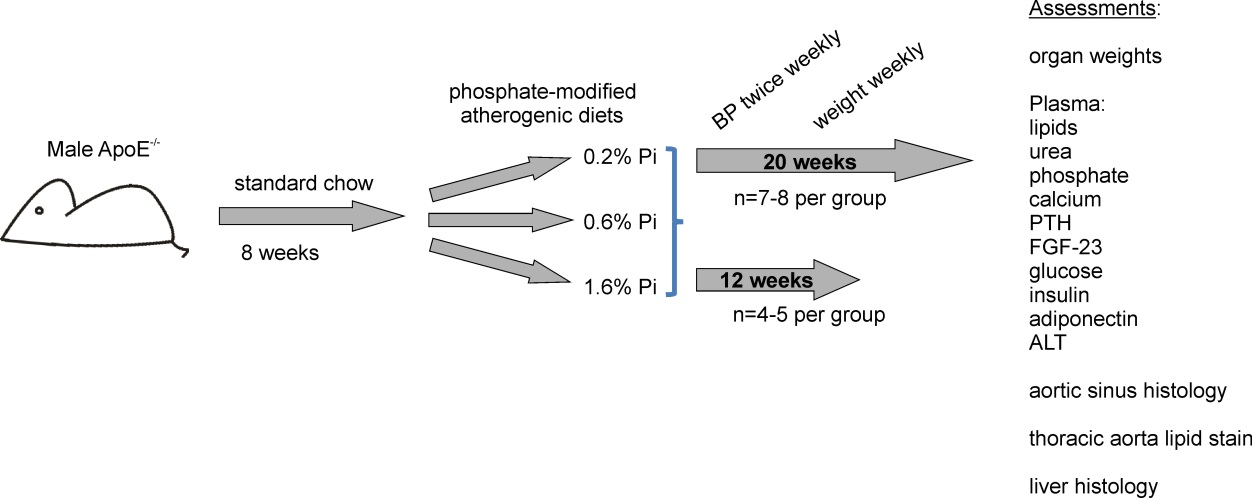 Male ApoE-/-
standard chow
8 weeks
phosphate-modified
atherogenic diets
0.2% Pi
0.6% Pi
1.6% Pi
BP twice weekly
weight weekly
20 weeks
n=7-8 per group
12 weeks
n=4-5 per group
Assessments:
organ weights
Plasma:
lipids
urea
phosphate
calcium
PTH
FGF-23
glucose
insulin
adiponectin
ALT
aortic sinus histology
thoracic aorta lipid stain
liver histology